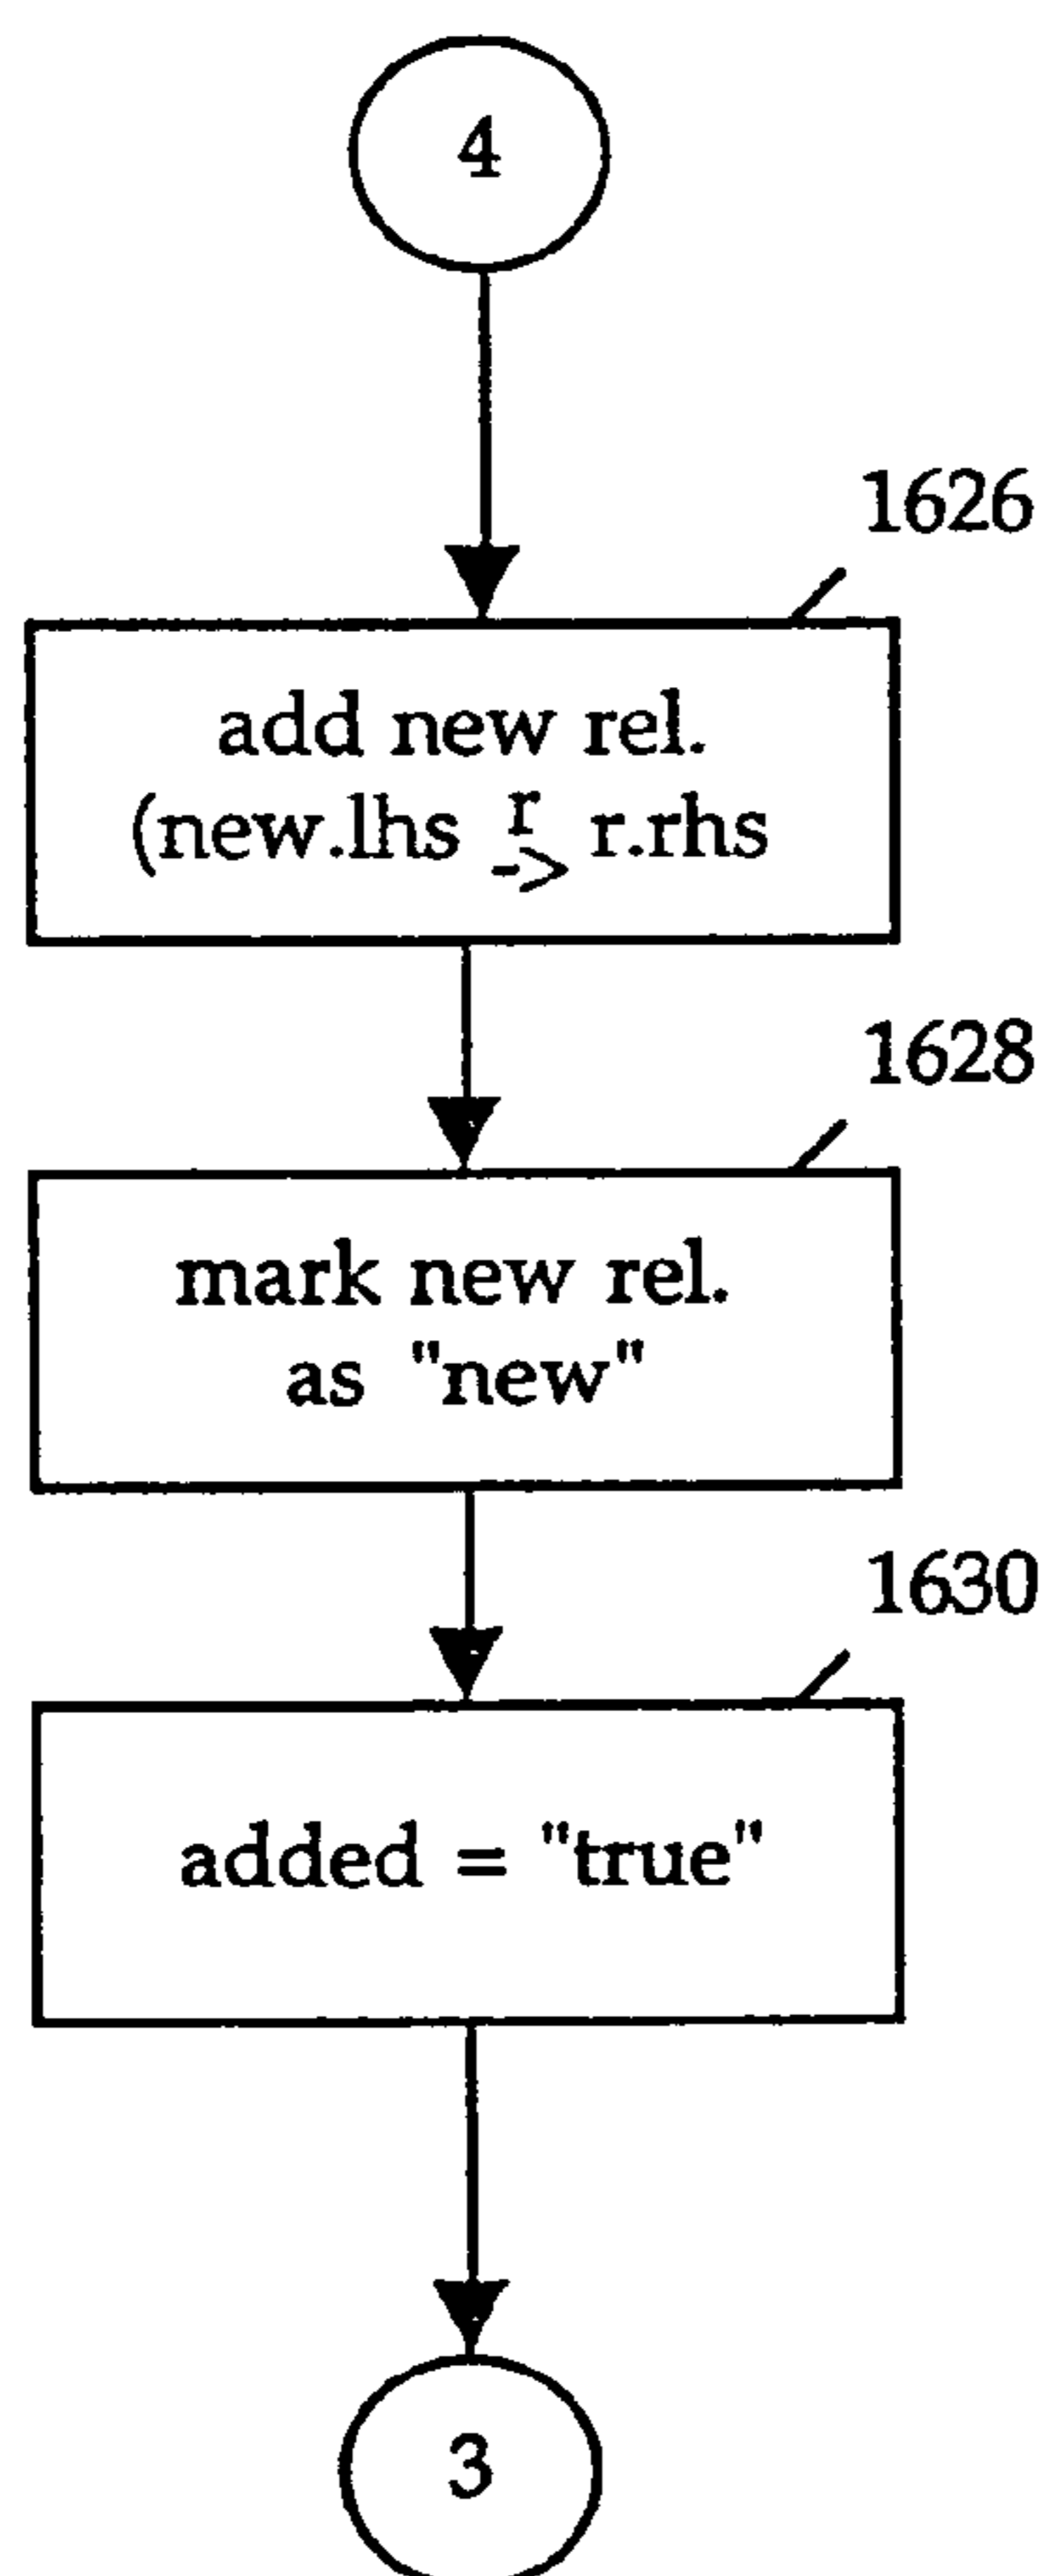 4
1626
add new rel.
(new.lhs r -> r.rhs
1628
mark new rel.
as "new"
1630
added = "true"
3